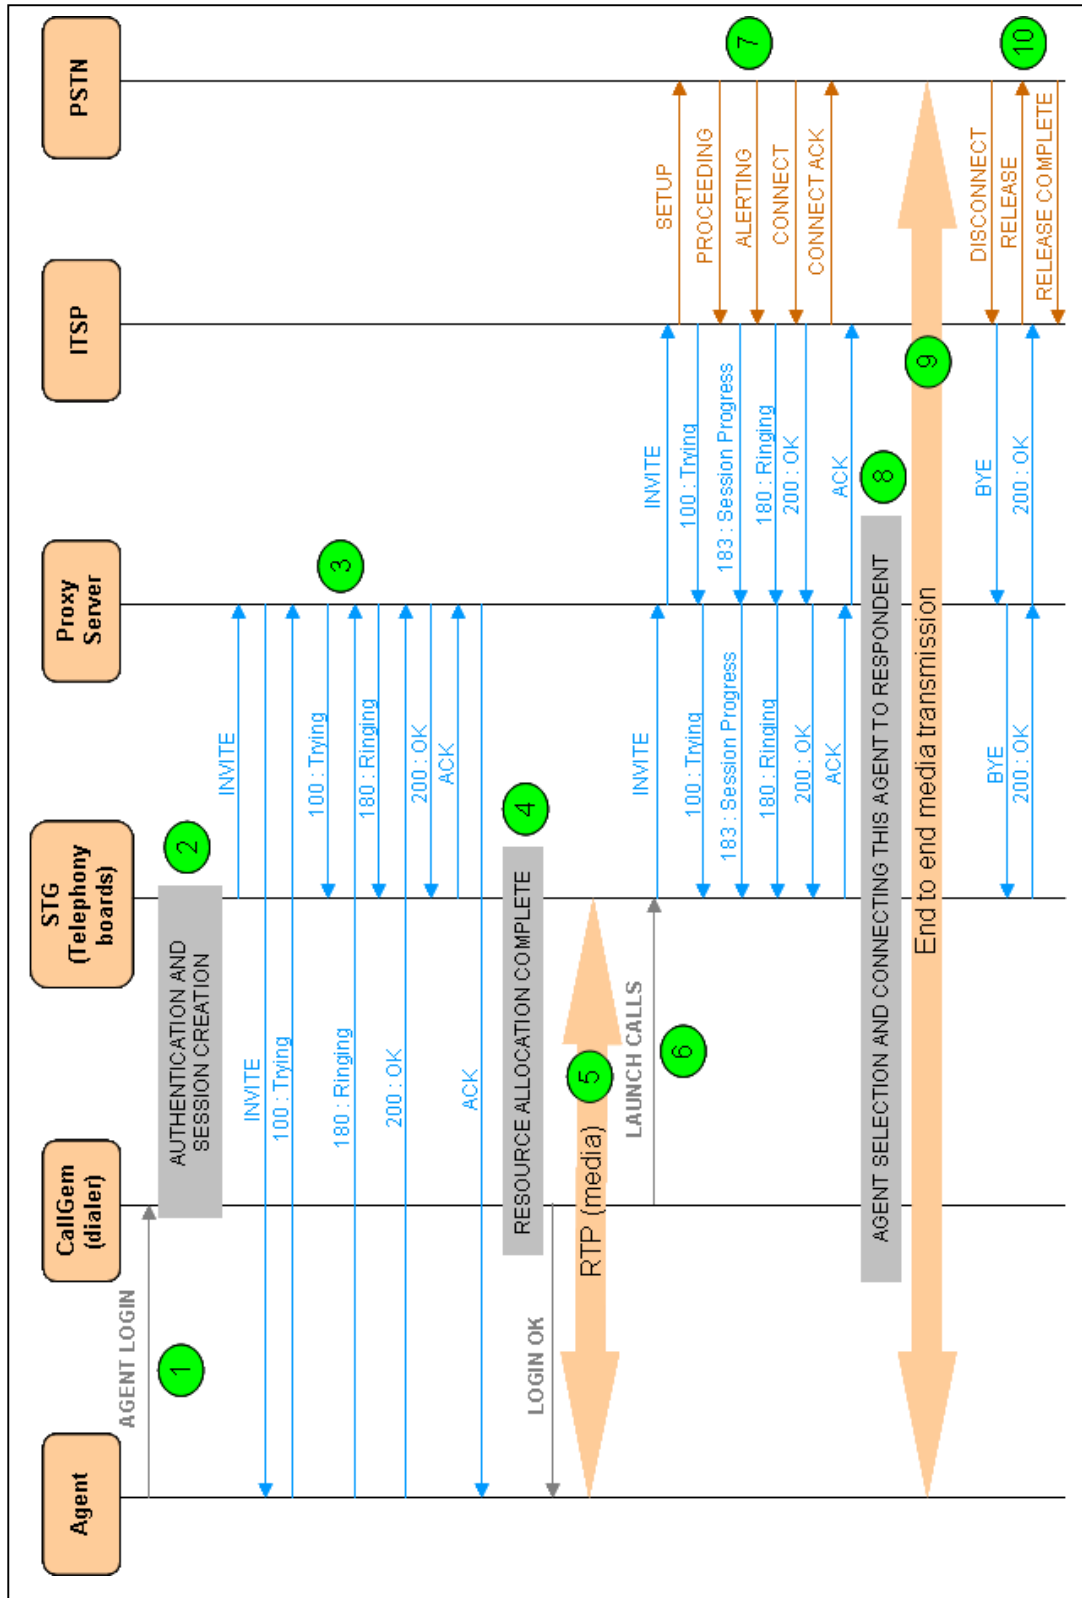 Agent
CallGem
(dialer)
STG
(Telephony
boards)
Proxy
Server
ITSP
PSTN
AGENT LOGIN
1
AUTHENTICATION AND
SESSION CREATION
2
INVITE
INVITE
100 : Trying
100 : Trying
3
180 : Ringing
180 : Ringing
200 : OK
200 : OK
ACK
ACK
RESOURCE ALLOCATION COMPLETE
4
LOGIN OK
RTP (media)
5
LAUNCH CALLS
6
INVITE
INVITE
SETUP
100 : Trying
100 : Trying
PROCEEDING
183 : Session Progress
183 : Session Progress
ALERTING
7
180 : Ringing
180 : Ringing
CONNECT
200 : OK
200 : OK
CONNECT ACK
ACK
ACK
AGENT SELECTION AND CONNECTING THIS AGENT TO RESPONDENT
8
End to end media transmission
9
DISCONNECT
BYE
BYE
RELEASE
10
200 : OK
200 : OK
RELEASE COMPLETE